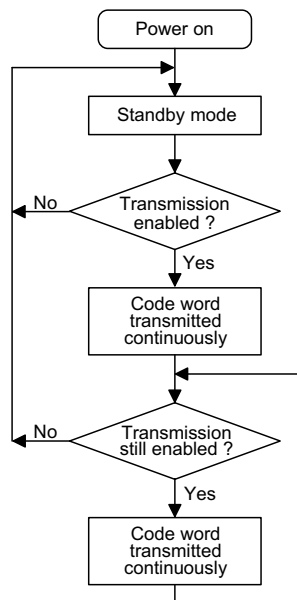 Power on
Standby mode
No
Transmission
enabled ?
Yes
Code word
transmitted
continuously
No
Transmission
still enabled ?
Yes
Code word
transmitted
continuously